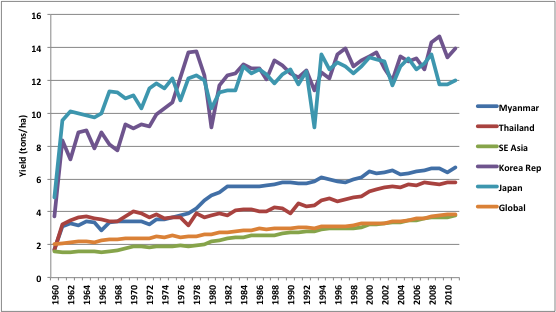 16
14
12
10
8
6
4
2
0
Yield (tons/ha)
1960 1962 1964 1966 1968 1970 1972 1974 1976 1978 1980 1982 1984 1986 1988 1990 1992 1994 1996 1998 2000 2002 2004 2006 2008 2010
Myanmar
Thailand
SE Asia
Korea Rep
Japan
Global